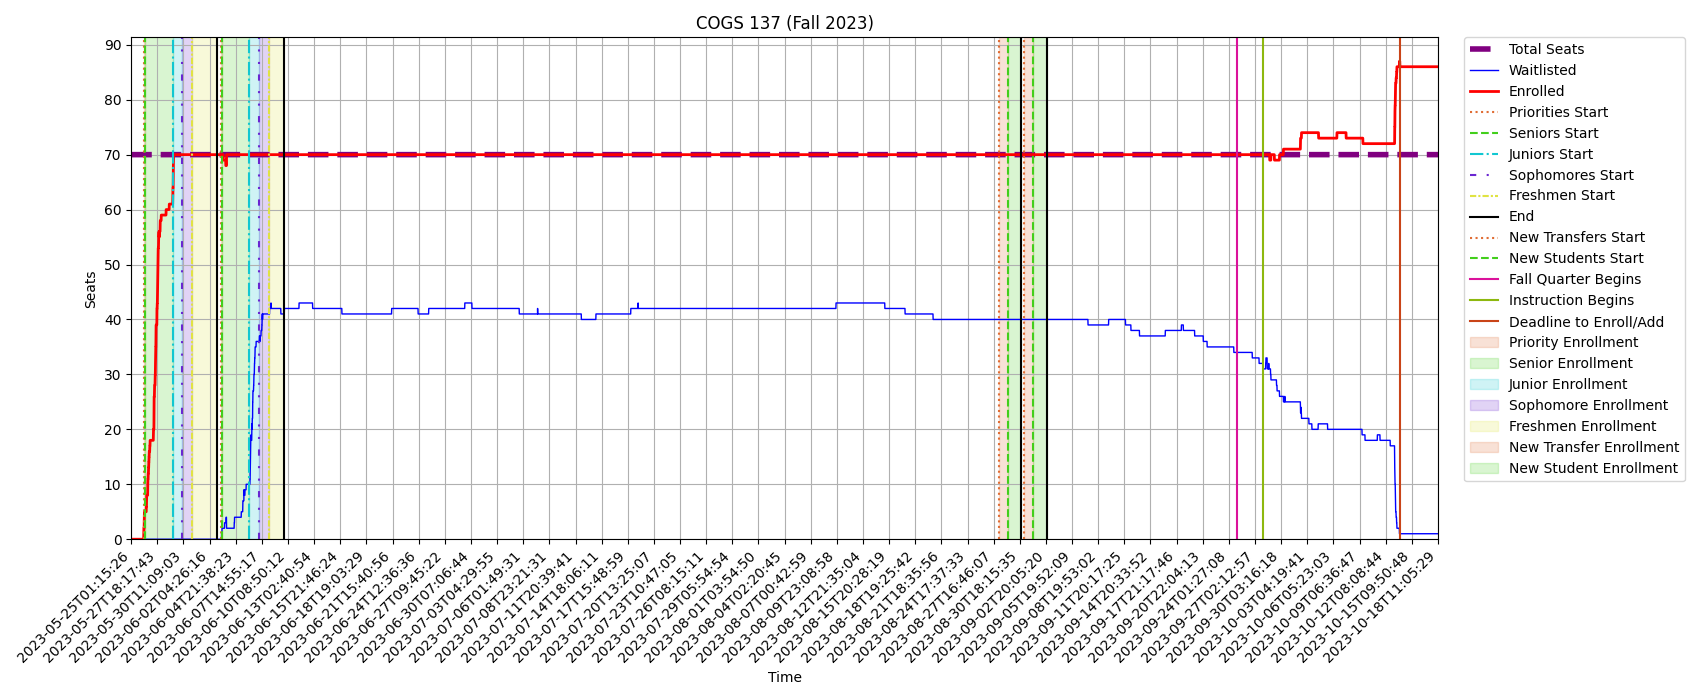 COGS 137 (Fall 2023)
90
80
70
60
50
40
30
20
10
0
Seats
2023-05-25T01:15:26
2023-05-27T18:17:43
2023-05-30T11:09:03
2023-06-02T04:26:16
2023-06-04T21:38:23
2023-06-07T14:55:17
2023-06-10T08:50:12
2023-06-13T02:40:54
2023-06-15T21:46:24
2023-06-18T19:03:29
2023-06-21T15:40:56
2023-06-24T12:36:36
2023-06-27T09:45:22
2023-06-30T07:06:44
2023-07-03T04:29:55
2023-07-06T01:49:31
2023-07-08T23:21:31
2023-07-11T20:39:41
2023-07-14T18:06:11
2023-07-17T15:48:59
2023-07-20T13:25:07
2023-07-23T10:47:05
2023-07-26T08:15:11
2023-07-29T05:54:54
2023-08-01T03:54:50
2023-08-04T02:20:45
2023-08-07T00:42:59
2023-08-09T23:08:58
2023-08-12T21:35:04
2023-08-15T20:28:19
2023-08-18T19:25:42
2023-08-21T18:35:56
2023-08-24T17:37:33
2023-08-27T16:46:07
2023-08-30T18:15:35
2023-09-02T20:05:20
2023-09-05T19:52:09
2023-09-08T19:53:02
2023-09-11T20:17:25
2023-09-14T20:33:52
2023-09-17T21:17:46
2023-09-20T22:04:13
2023-09-24T01:27:08
2023-09-27T02:12:57
2023-09-30T03:16:18
2023-10-03T04:19:41
2023-10-06T05:23:03
2023-10-09T06:36:47
2023-10-12T08:08:44
2023-10-15T09:50:48
2023-10-18T11:05:29
Time
Total Seats
Waitlisted
Enrolled
Priorities Start
Seniors Start
Juniors Start
Sophomores Start
Freshmen Start
End
New Transfers Start
New Students Start
Fall Quarter Begins
Instruction Begins
Deadline to Enroll/Add
Priority Enrollment
Senior Enrollment
Junior Enrollment
Sophomore Enrollment
Freshmen Enrollment
New Transfer Enrollment
New Student Enrollment